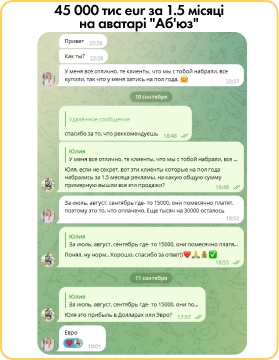 45 000 тис eur за 1.5 місяці
на аватарі "Аб'юз"
Привет
22:26
Как ты?
22:26
У меня все отлично, те клиенты, что мы с тобой набрали, все
купили, так что у меня запись на пол года. 😊
22:27
10 сентября
Удалённое сообщение
спасибо за то, что реккомендуешь
18:48
Юлия
У меня все отлично, те клиенты, что мы с тобой набрали, все ...
Юля, если не секрет, вот эти клиенты которые на пол года
набрались за 1.5 месяца рекламы, на какую общую сумму
примерную вышли все эти продажи?
18:48
За июль, август, сентябрь где- то 15000, они помесячно платят,
поэтому это то, что оплачено. Еще тысяч на 30000 осталось
18:52
Юлия
За июль, август, сентябрь где- то 15000, они помесячно платя...
Понял, ну норм., Хорошо, спасибо за ответ)❤️🙏💰✅
18:53
11 сентября
Юлия
За июль, август, сентябрь где- то 15000, они по...
Юля это прибыль в Долларах или Эвро?
17:57
Евро
18:01